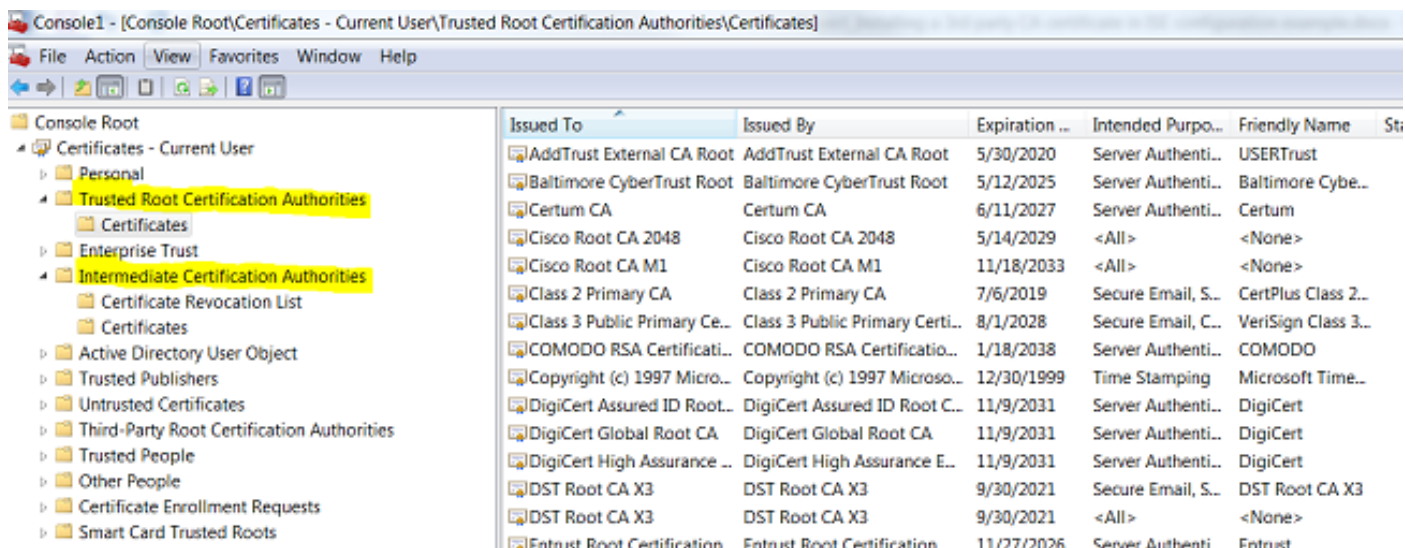 Console1 - [Console Root\Certificates - Current User\Trusted Root Certification Authorities\Certificates]
File Action View Favorites Window Help
Console Root
Certificates - Current User
Personal
Trusted Root Certification Authorities
Certificates
Enterprise Trust
Intermediate Certification Authorities
Certificate Revocation List
Certificates
Active Directory User Object
Trusted Publishers
Untrusted Certificates
Third-Party Root Certification Authorities
Trusted People
Other People
Certificate Enrollment Requests
Smart Card Trusted Roots
Issued To Issued By Expiration ... Intended Purpo... Friendly Name Sta
AddTrust External CA Root AddTrust External CA Root 5/30/2020 Server Authenti... USERTrust
Baltimore CyberTrust Root Baltimore CyberTrust Root 5/12/2025 Server Authenti... Baltimore Cybe...
Certum CA Certum CA 6/11/2027 Server Authenti... Certum
Cisco Root CA 2048 Cisco Root CA 2048 5/14/2029 <All> <None>
Cisco Root CA M1 Cisco Root CA M1 11/18/2033 <All> <None>
Class 2 Primary CA Class 2 Primary CA 7/6/2019 Secure Email, S... CertPlus Class 2...
Class 3 Public Primary Ce... Class 3 Public Primary Certi... 8/1/2028 Secure Email, C... VeriSign Class 3...
COMODO RSA Certificati... COMODO RSA Certificatio... 1/18/2038 Server Authenti... COMODO
Copyright (c) 1997 Micro... Copyright (c) 1997 Microso... 12/30/1999 Time Stamping Microsoft Time...
DigiCert Assured ID Root... DigiCert Assured ID Root C... 11/9/2031 Server Authenti... DigiCert
DigiCert Global Root CA DigiCert Global Root CA 11/9/2031 Server Authenti... DigiCert
DigiCert High Assurance ... DigiCert High Assurance E... 11/9/2031 Server Authenti... DigiCert
DST Root CA X3 DST Root CA X3 9/30/2021 Secure Email, S... DST Root CA X3
DST Root CA X3 DST Root CA X3 9/30/2021 <All> <None>
Entrust Root Certification Entrust Root Certification 11/27/2026 Server Authenti Entrust